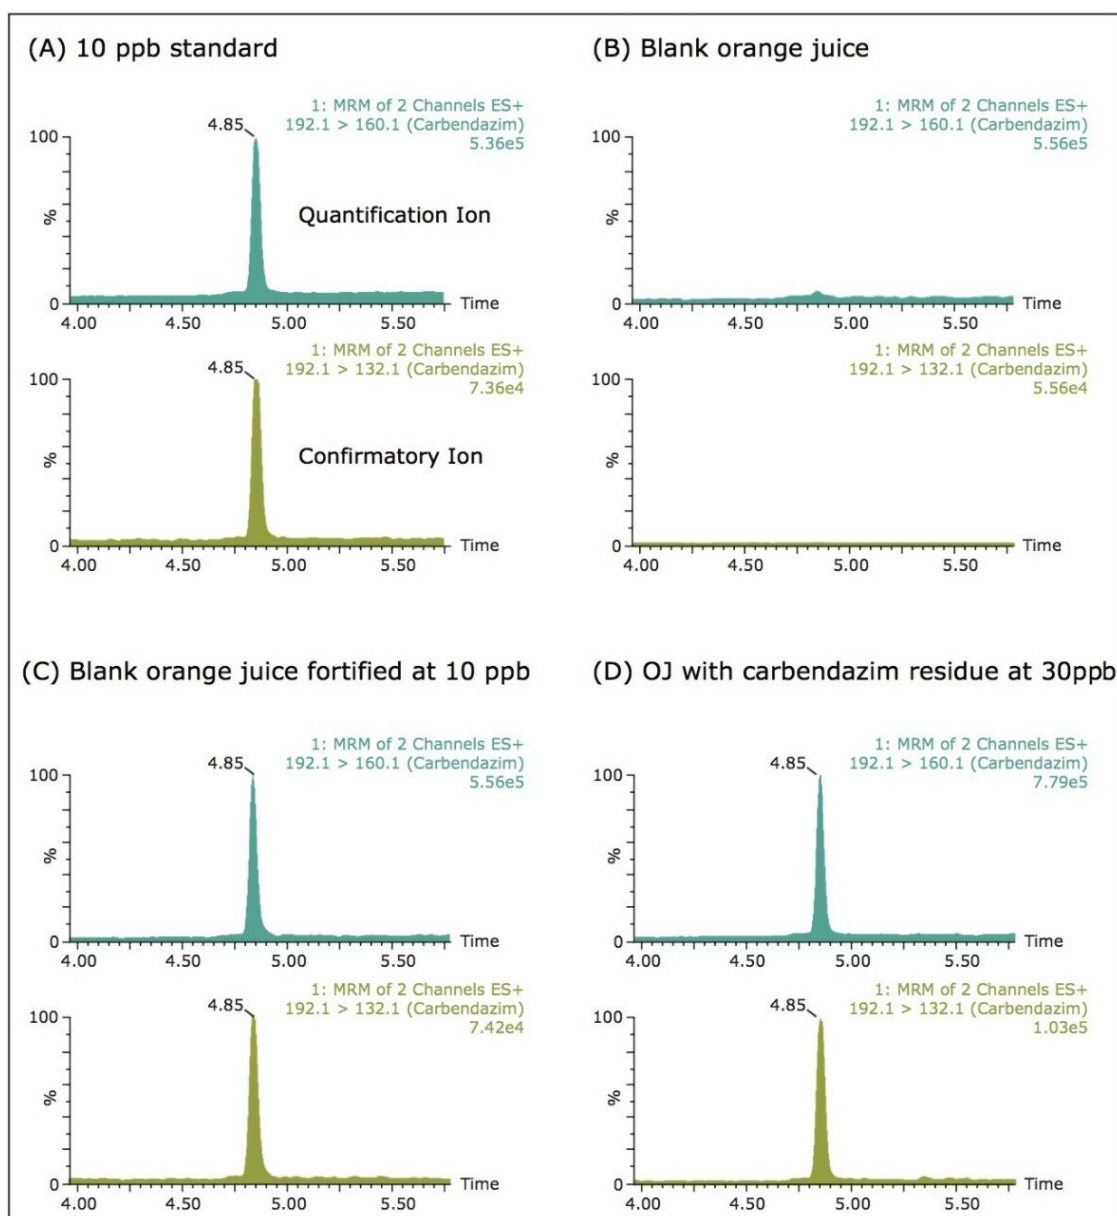 (A) 10 ppb standard
1: MRM of 2 Channels ES+
192.1 > 160.1 (Carbendazim)
5.36e5
4.85
100
%
0
Quantification Ion
Time
4.00 4.50 5.00 5.50
1: MRM of 2 Channels ES+
192.1 > 132.1 (Carbendazim)
7.36e4
4.85
100
%
0
Confirmatory Ion
Time
4.00 4.50 5.00 5.50
(B) Blank orange juice
1: MRM of 2 Channels ES+
192.1 > 160.1 (Carbendazim)
5.56e5
100
%
0
Time
4.00 4.50 5.00 5.50
1: MRM of 2 Channels ES+
192.1 > 132.1 (Carbendazim)
5.56e4
100
%
0
Time
4.00 4.50 5.00 5.50
(C) Blank orange juice fortified at 10 ppb
1: MRM of 2 Channels ES+
192.1 > 160.1 (Carbendazim)
5.56e5
4.85
100
%
0
Time
4.00 4.50 5.00 5.50
1: MRM of 2 Channels ES+
192.1 > 132.1 (Carbendazim)
7.42e4
4.85
100
%
0
Time
4.00 4.50 5.00 5.50
(D) OJ with carbendazim residue at 30ppb
1: MRM of 2 Channels ES+
192.1 > 160.1 (Carbendazim)
7.79e5
4.85
100
%
0
Time
4.00 4.50 5.00 5.50
1: MRM of 2 Channels ES+
192.1 > 132.1 (Carbendazim)
1.03e5
4.85
100
%
0
Time
4.00 4.50 5.00 5.50